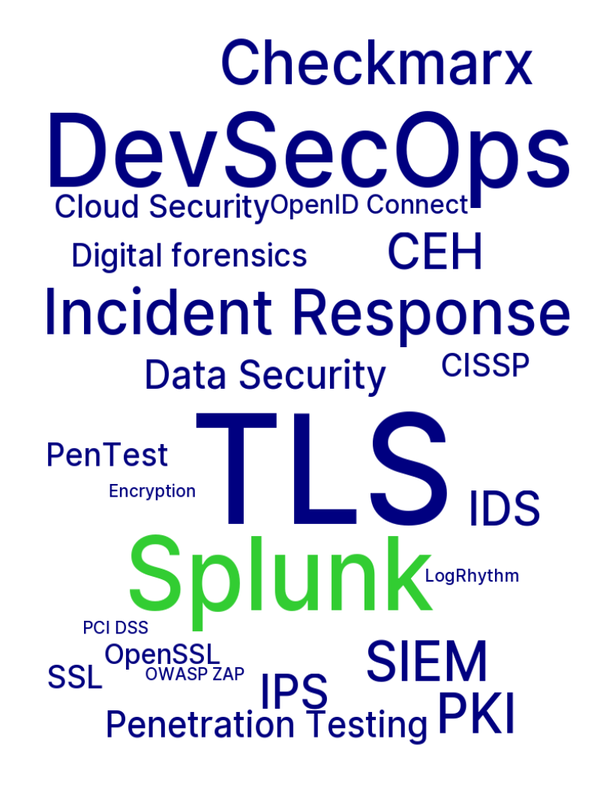 Checkmarx
DevSecOps
Cloud Security
OpenID Connect
Digital forensics
CEH
Incident Response
Data Security
CISSP
TLS
PenTest
Encryption
IDS
Splunk
LogRhythm
PCI DSS
OpenSSL
SIEM
SSL
OWASP ZAP
IPS
PKI
Penetration Testing